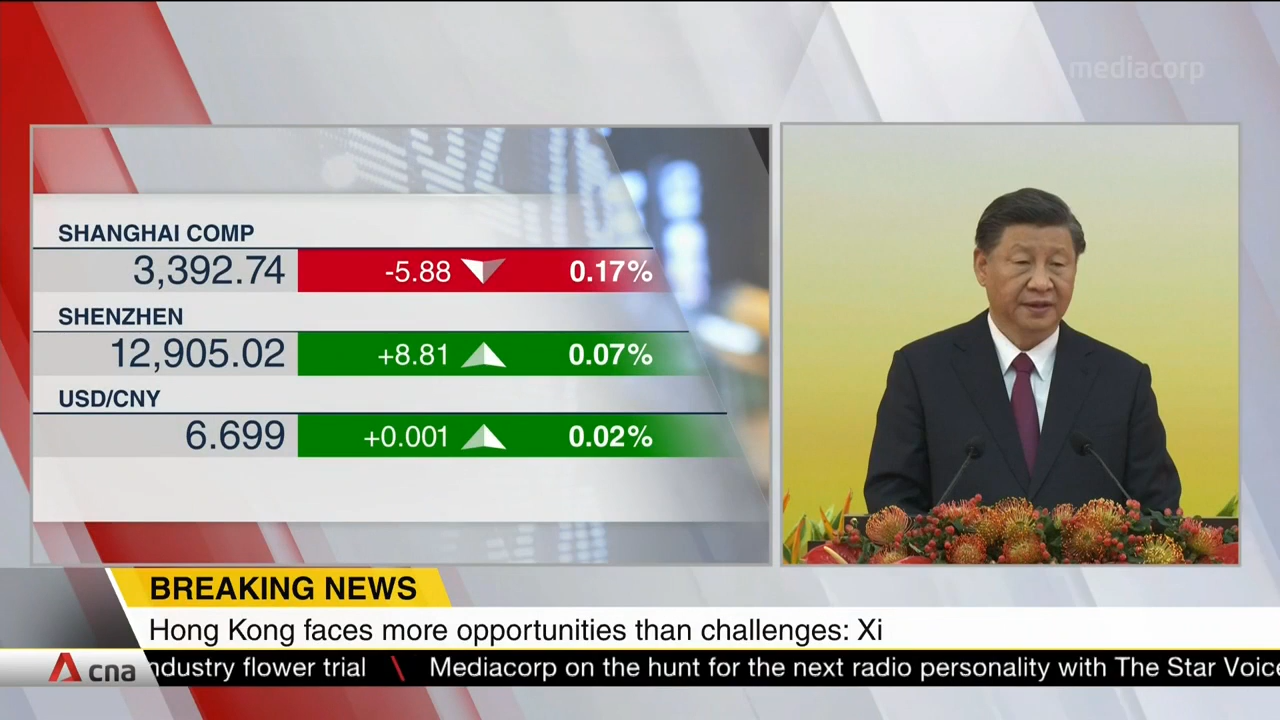 mediacorp
SHANGHAI COMP
3,392.74 -5.88 0.17%
SHENZHEN
12,905.02 +8.81 0.07%
USD/CNY
6.699 +0.001 0.02%
BREAKING NEWS
Hong Kong faces more opportunities than challenges: Xi
cna ndustry flower trial \ Mediacorp on the hunt for the next radio personality with The Star Voice